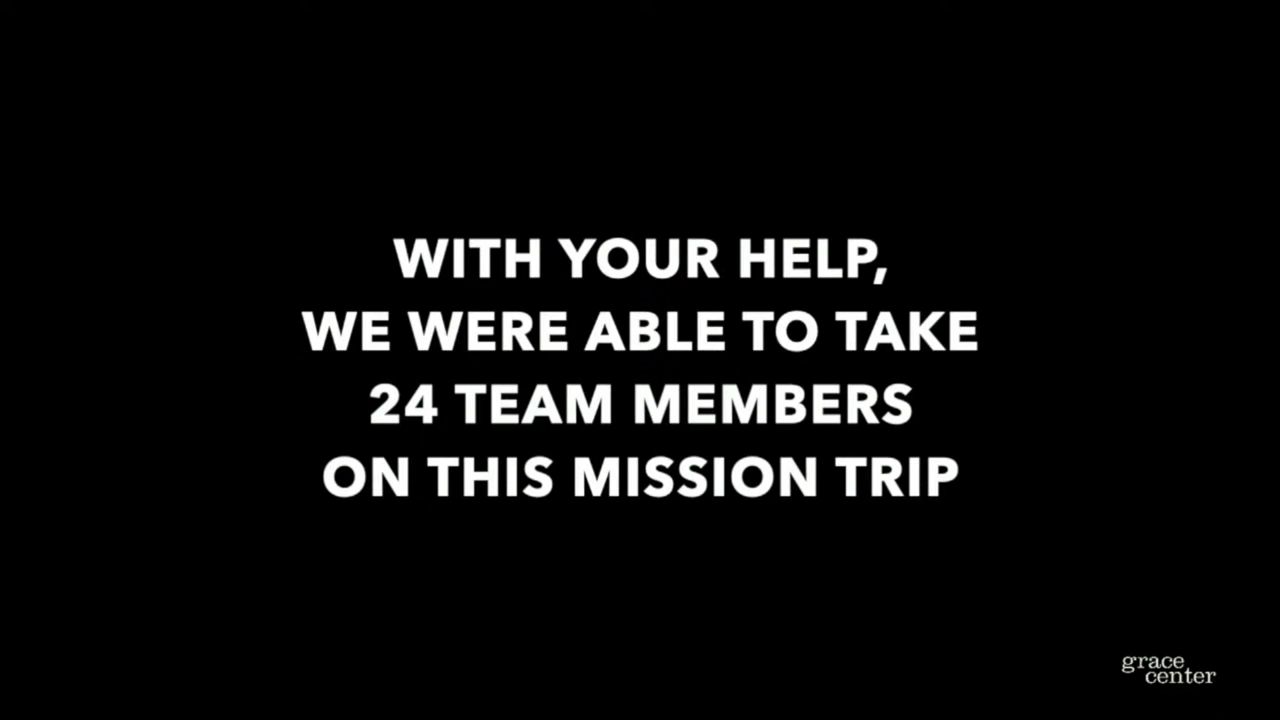 WITH YOUR HELP,
WE WERE ABLE TO TAKE
24 TEAM MEMBERS
ON THIS MISSION TRIP
grace
center